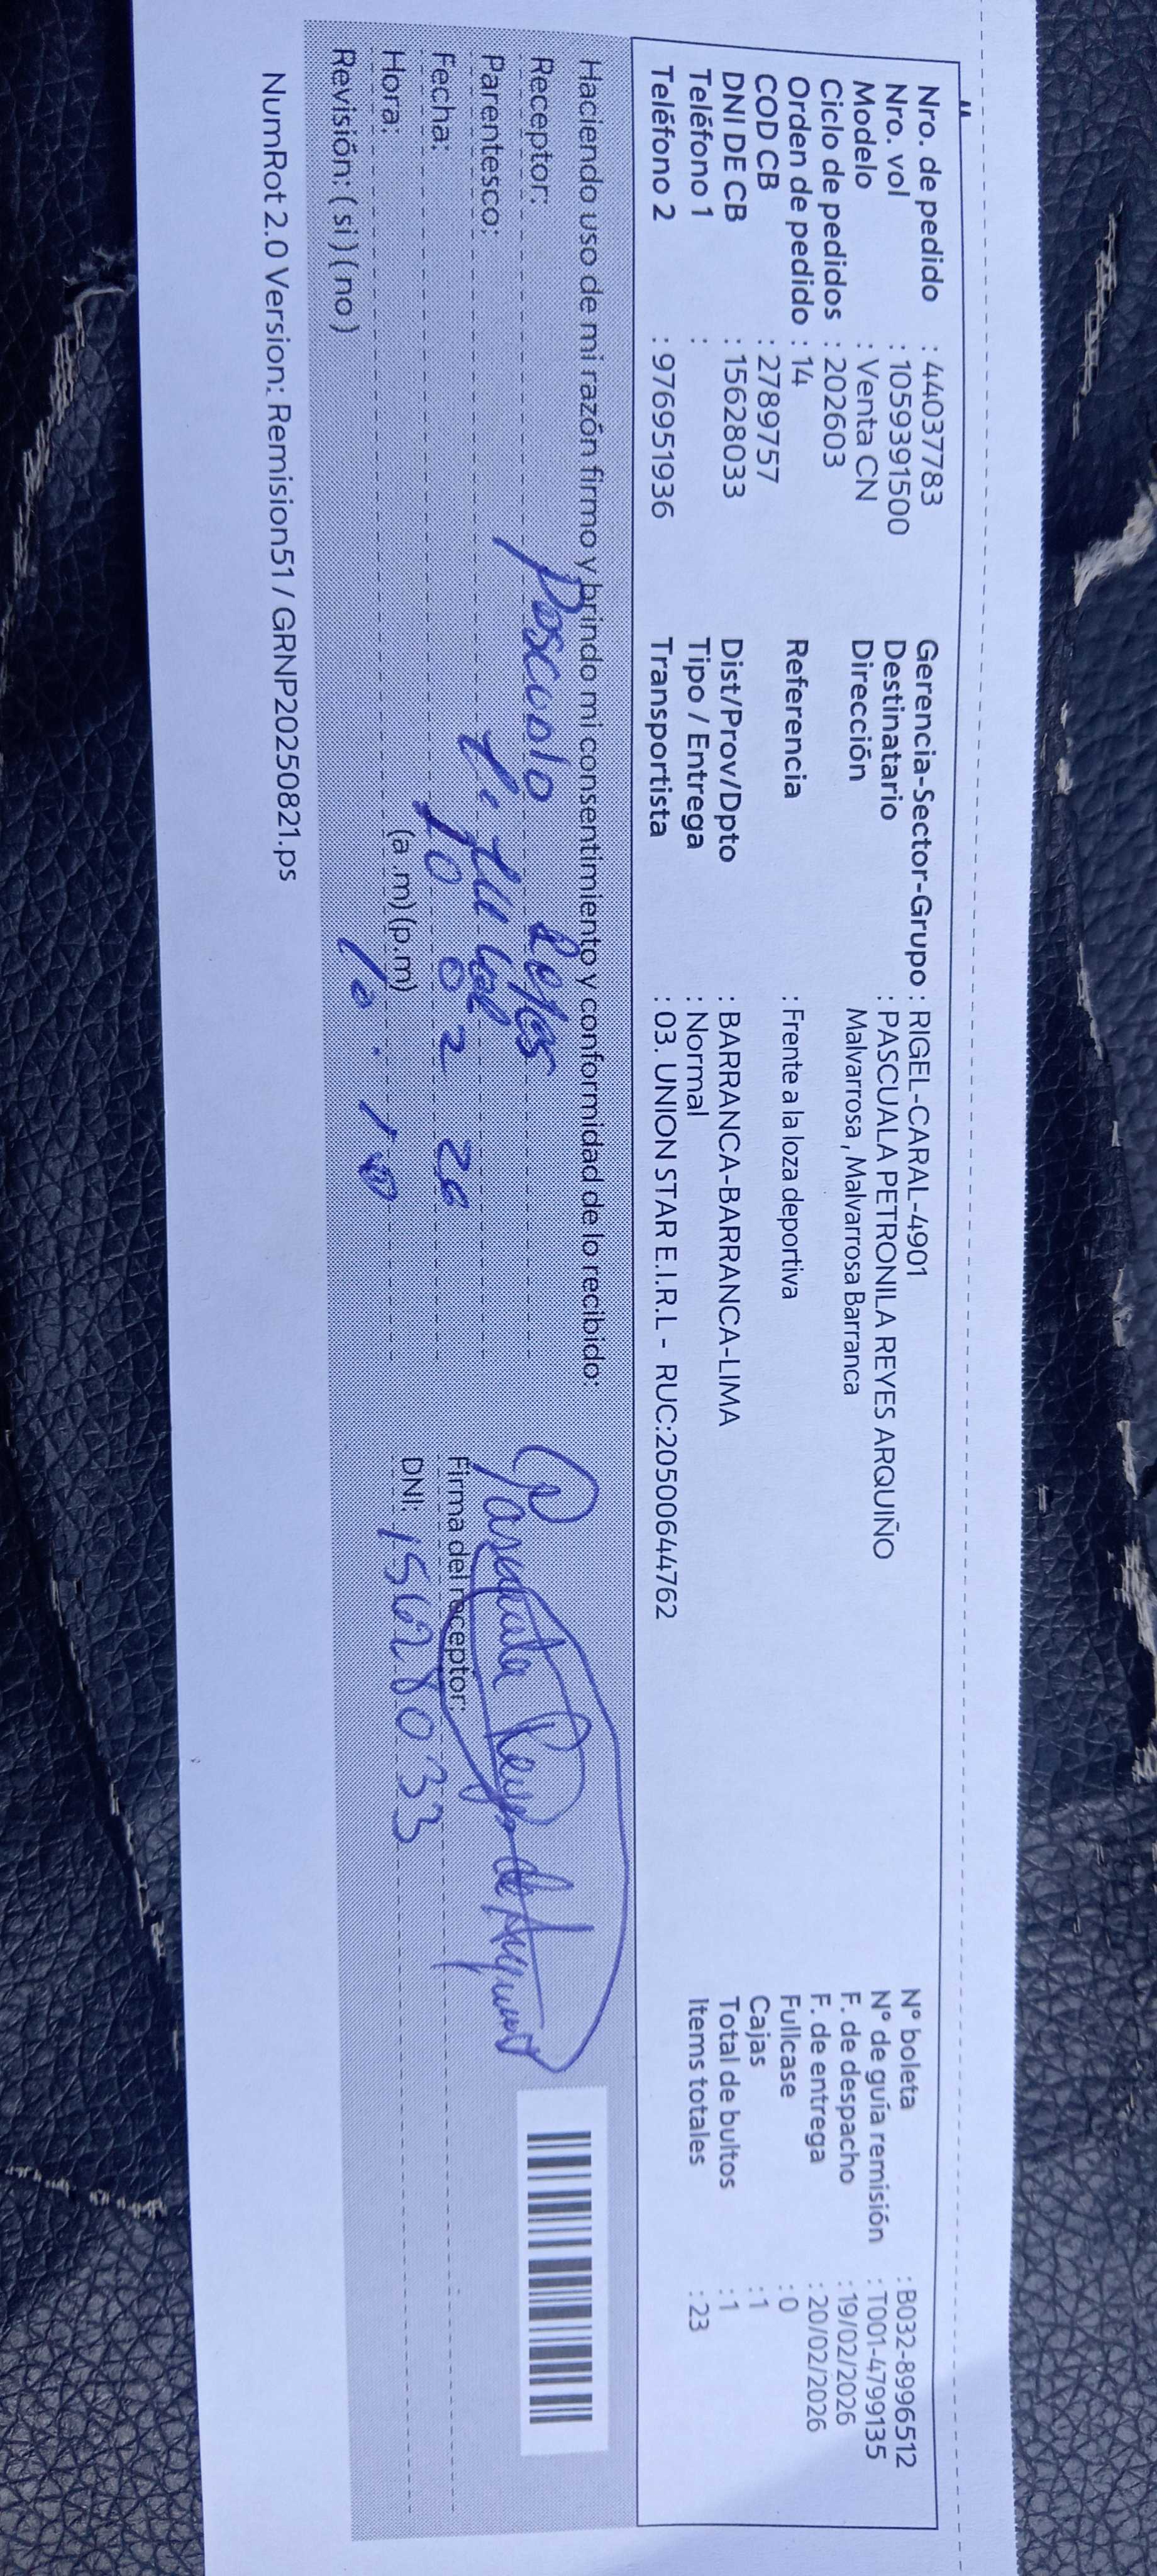 Nro. de pedido : 44037783
Nro. vol : 1059391500
Modelo : Venta CN
Ciclo de pedidos : 202603
Orden de pedido : 14
COD CB : 2789757
DNI DE CB : 15628033
Teléfono 1 :
Teléfono 2 : 976951936
Gerencia-Sector-Grupo : RIGEL-CARAL-4901
Destinatario : PASCUALA PETRONILA REYES ARQUIÑO
Dirección Malvarrosa , Malvarrosa Barranca
Referencia : Frente a la loza deportiva
Dist/Prov/Dpto : BARRANCA-BARRANCA-LIMA
Tipo / Entrega : Normal
Transportista : 03. UNION STAR E.I.R.L - RUC:20500644762
N° boleta : B032-8996512
N° de guía remisión : T001-4799135
F. de despacho : 19/02/2026
F. de entrega : 20/02/2026
Fullcase : 0
Cajas : 1
Total de bultos : 1
Items totales : 23
Haciendo uso de mi razón firmo y brindo mi consentimiento y conformidad de lo recibido:
Receptor: Pascuala Reyes
Parentesco:
Fecha: 20 02 26
Hora: (a.m)(p.m)
Revisión: ( si ) ( no )
Pascuala Reyes de
Firma del receptor:
DNI: 15628033
NumRot 2.0 Version: Remision51 / GRNP20250821.ps